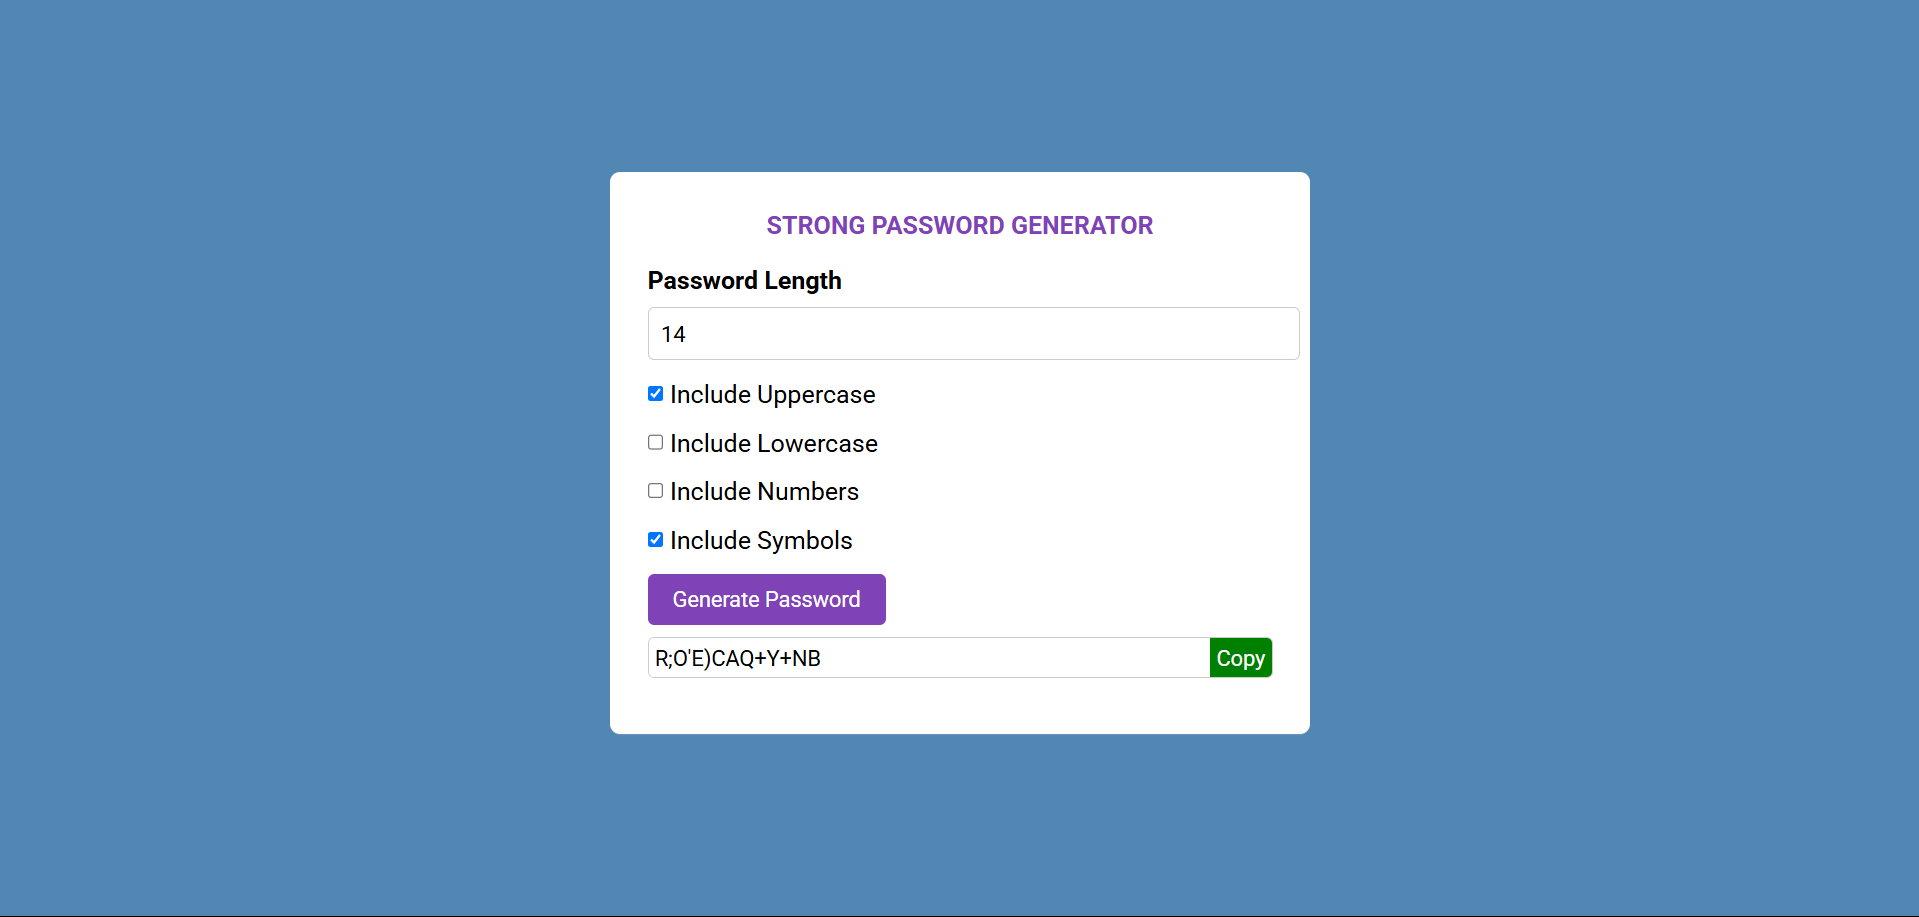 STRONG PASSWORD GENERATOR
Password Length
14
Include Uppercase
Include Lowercase
Include Numbers
Include Symbols
Generate Password
R;O'E)CAQ+Y+NB Copy